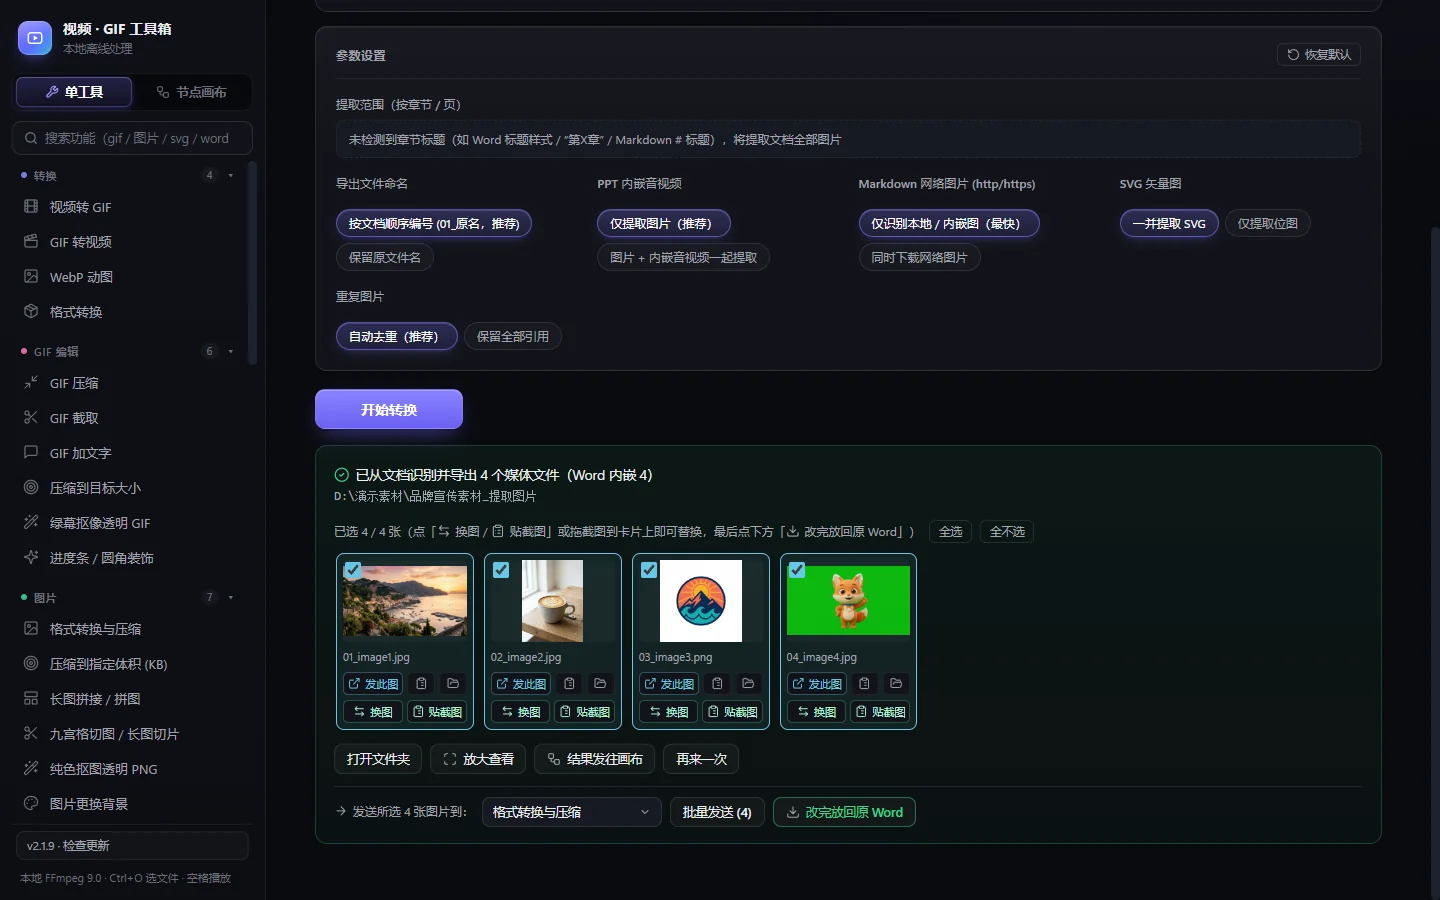 视频 · GIF 工具箱
本地离线处理
单工具
节点画布
搜索功能（gif / 图片 / svg / word
转换 4
视频转 GIF
GIF 转视频
WebP 动图
格式转换
GIF 编辑 6
GIF 压缩
GIF 截取
GIF 加文字
压缩到目标大小
绿幕抠像透明 GIF
进度条 / 圆角装饰
图片 7
格式转换与压缩
压缩到指定体积 (KB)
长图拼接 / 拼图
九宫格切图 / 长图切片
纯色抠图透明 PNG
图片更换背景
v2.1.9 · 检查更新
本地 FFmpeg 9.0 · Ctrl+O 选文件 · 空格播放
参数设置
恢复默认
提取范围（按章节 / 页）
未检测到章节标题（如 Word 标题样式 / “第X章” / Markdown # 标题），将提取文档全部图片
导出文件命名
按文档顺序编号 (01_原名，推荐)
保留原文件名
PPT 内嵌音视频
仅提取图片（推荐）
图片 + 内嵌音视频一起提取
Markdown 网络图片 (http/https)
仅识别本地 / 内嵌图（最快）
同时下载网络图片
SVG 矢量图
一并提取 SVG
仅提取位图
重复图片
自动去重（推荐）
保留全部引用
开始转换
已从文档识别并导出 4 个媒体文件（Word 内嵌 4）
D:\演示素材\品牌宣传素材_提取图片
已选 4 / 4 张（点「换图 / 贴截图」或拖截图到卡片上即可替换，最后点下方「改完放回原 Word」）
全选
全不选
01_image1.jpg
发此图
换图
贴截图
02_image2.jpg
发此图
换图
贴截图
03_image3.png
发此图
换图
贴截图
04_image4.jpg
发此图
换图
贴截图
打开文件夹
放大查看
结果发往画布
再来一次
发送所选 4 张图片到：
格式转换与压缩
批量发送 (4)
改完放回原 Word